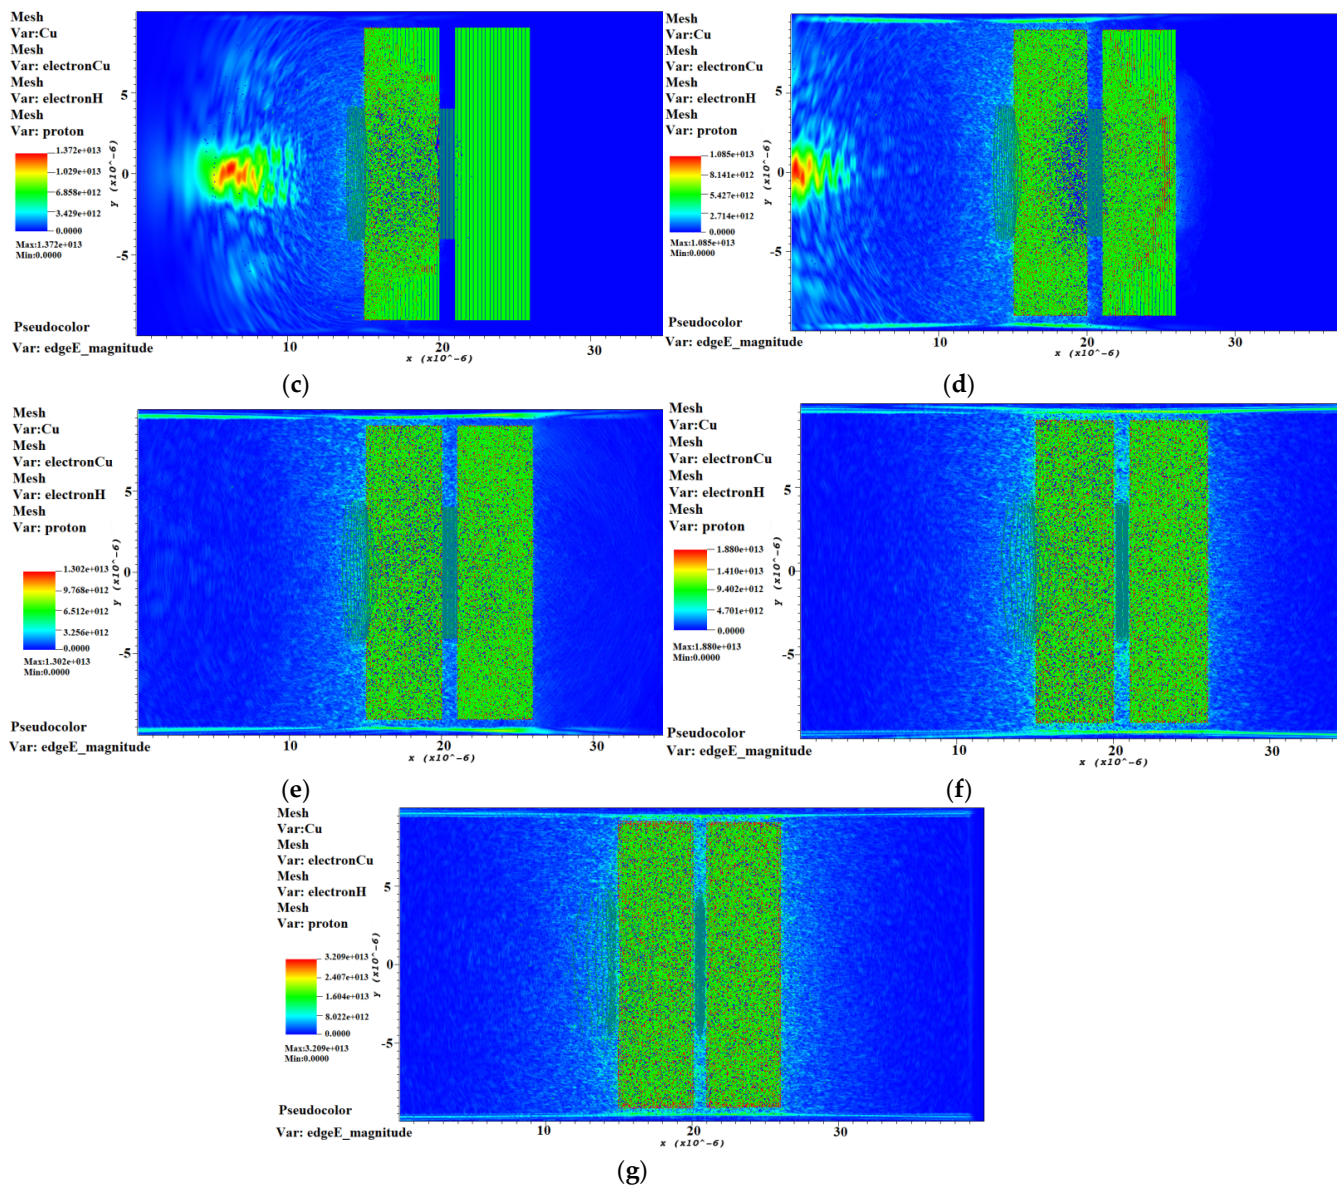 Mesh
Var:Cu
Mesh
Var: electronCu
Mesh
Var: electronH
Mesh
Var: proton
1.372e+013
1.029e+013
6.858e+012
3.429e+012
0.0000
Max:1.372e+013
Min:0.0000
Pseudocolor
Var: edgeE_magnitude
y (x10^-6)
5
0
-5
10
20
30
x (x10^-6)
(c)
Mesh
Var:Cu
Mesh
Var: electronCu
Mesh
Var: electronH
Mesh
Var: proton
1.085e+013
8.141e+012
5.427e+012
2.714e+012
0.0000
Max:1.085e+013
Min:0.0000
Pseudocolor
Var: edgeE_magnitude
y (x10^-6)
5
0
-5
10
20
30
x (x10^-6)
(d)
Mesh
Var:Cu
Mesh
Var: electronCu
Mesh
Var: electronH
Mesh
Var: proton
1.302e+013
9.768e+012
6.512e+012
3.256e+012
0.0000
Max:1.302e+013
Min:0.0000
Pseudocolor
Var: edgeE_magnitude
y (x10^-6)
5
0
-5
10
20
30
x (x10^-6)
(e)
Mesh
Var:Cu
Mesh
Var: electronCu
Mesh
Var: electronH
Mesh
Var: proton
1.880e+013
1.410e+013
9.402e+012
4.701e+012
0.0000
Max:1.880e+013
Min:0.0000
Pseudocolor
Var: edgeE_magnitude
y (x10^-6)
5
0
-5
10
20
30
x (x10^-6)
(f)
Mesh
Var:Cu
Mesh
Var: electronCu
Mesh
Var: electronH
Mesh
Var: proton
3.209e+013
2.407e+013
1.604e+013
8.022e+012
0.0000
Max:3.209e+013
Min:0.0000
Pseudocolor
Var: edgeE_magnitude
y (x10^-6)
5
0
-5
10
20
30
x (x10^-6)
(g)